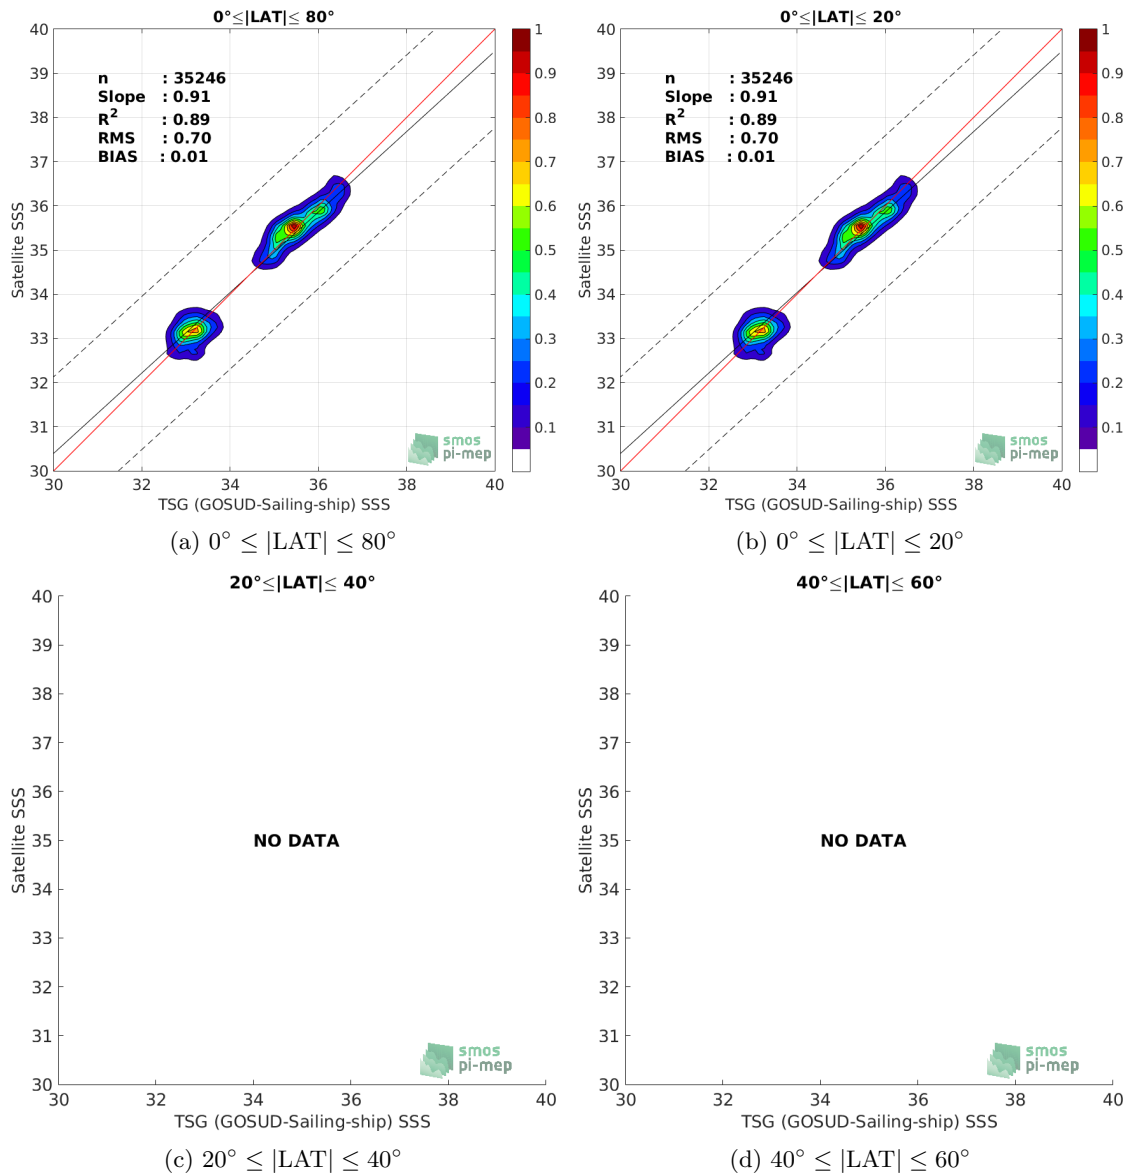 0°≤|LAT|≤ 80°
40
39
38
37
36
35
34
33
32
31
30
Satellite SSS
n : 35246
Slope : 0.91
R² : 0.89
RMS : 0.70
BIAS : 0.01
1
0.9
0.8
0.7
0.6
0.5
0.4
0.3
0.2
0.1
smos
pi-mep
30 32 34 36 38 40
TSG (GOSUD-Sailing-ship) SSS
(a) 0° ≤ |LAT| ≤ 80°
0°≤|LAT|≤ 20°
40
39
38
37
36
35
34
33
32
31
30
Satellite SSS
n : 35246
Slope : 0.91
R² : 0.89
RMS : 0.70
BIAS : 0.01
1
0.9
0.8
0.7
0.6
0.5
0.4
0.3
0.2
0.1
smos
pi-mep
30 32 34 36 38 40
TSG (GOSUD-Sailing-ship) SSS
(b) 0° ≤ |LAT| ≤ 20°
20°≤|LAT|≤ 40°
40
39
38
37
36
35
34
33
32
31
30
Satellite SSS
NO DATA
smos
pi-mep
30 32 34 36 38 40
TSG (GOSUD-Sailing-ship) SSS
(c) 20° ≤ |LAT| ≤ 40°
40°≤|LAT|≤ 60°
40
39
38
37
36
35
34
33
32
31
30
Satellite SSS
NO DATA
smos
pi-mep
30 32 34 36 38 40
TSG (GOSUD-Sailing-ship) SSS
(d) 40° ≤ |LAT| ≤ 60°